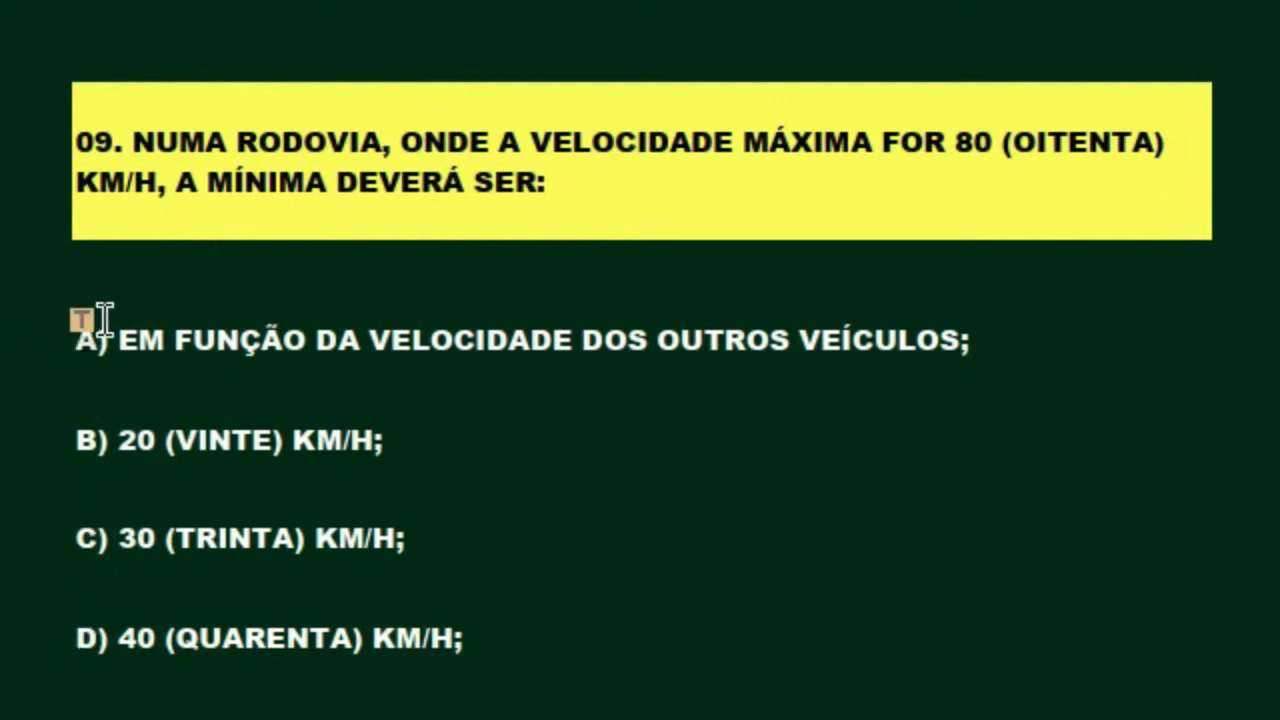 09. NUMA RODOVIA, ONDE A VELOCIDADE MÁXIMA FOR 80 (OITENTA)
KM/H, A MÍNIMA DEVERÁ SER:
T
A) EM FUNÇÃO DA VELOCIDADE DOS OUTROS VEÍCULOS;
B) 20 (VINTE) KM/H;
C) 30 (TRINTA) KM/H;
D) 40 (QUARENTA) KM/H;